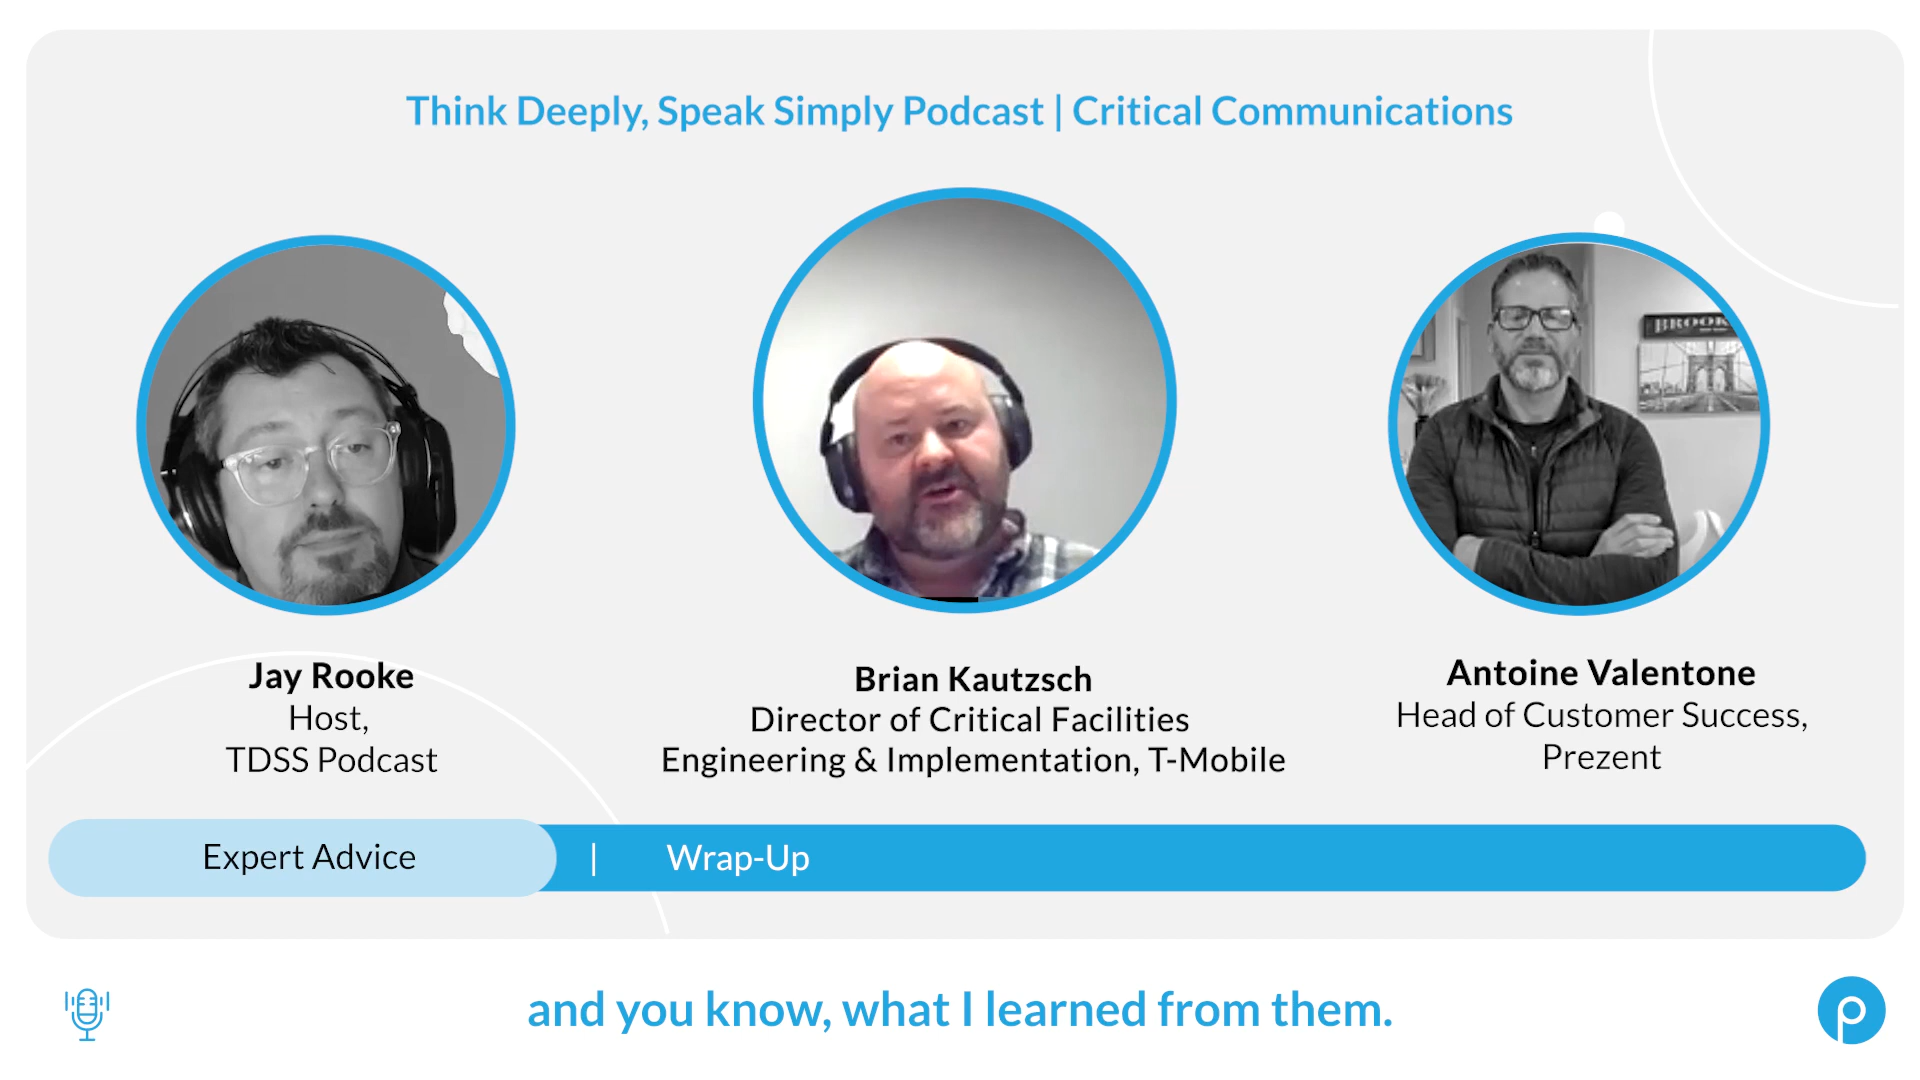 Think Deeply, Speak Simply Podcast | Critical Communications
BROOK
Jay Rooke
Host,
TDSS Podcast
Brian Kautzsch
Director of Critical Facilities
Engineering & Implementation, T-Mobile
Antoine Valentone
Head of Customer Success,
Prezent
Expert Advice | Wrap-Up
and you know, what I learned from them.